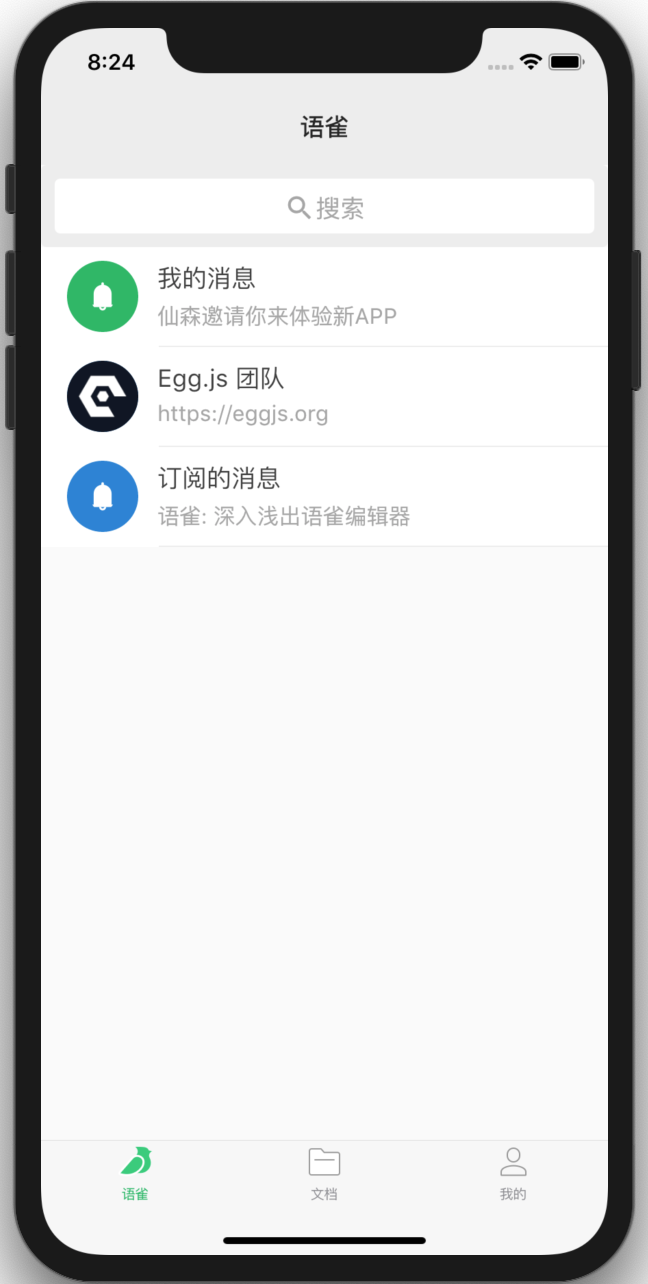 8:24
语雀
搜索
我的消息
仙森邀请你来体验新APP
Egg.js 团队
https://eggjs.org
订阅的消息
语雀: 深入浅出语雀编辑器
语雀
文档
我的